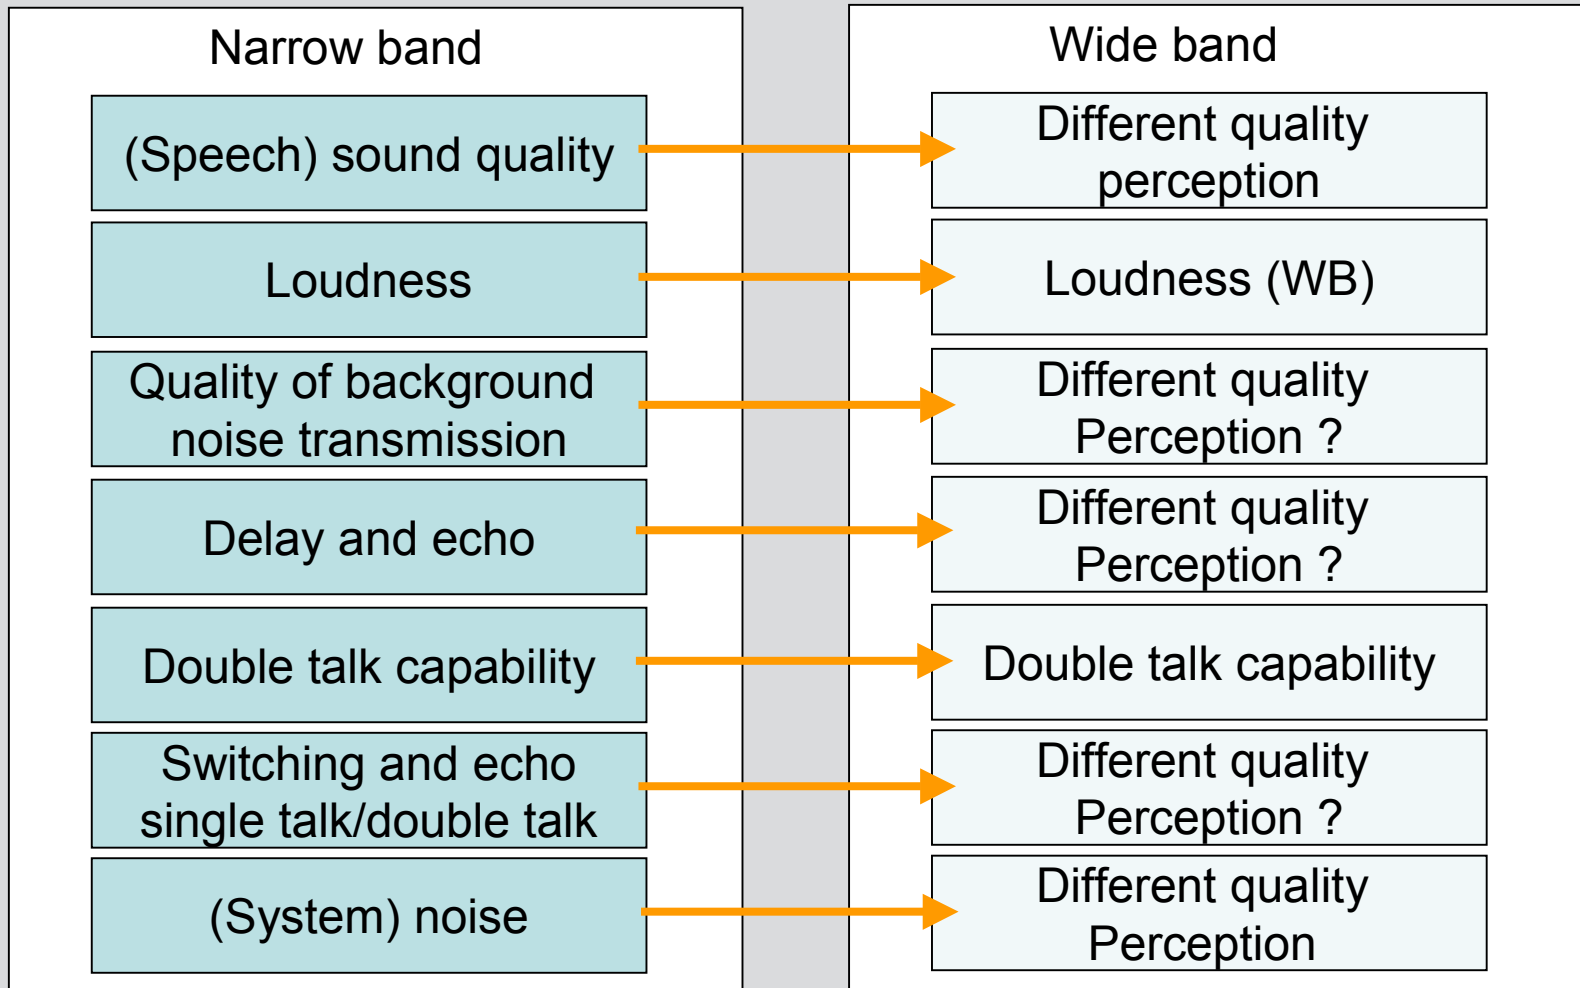 Narrow band
(Speech) sound quality
Loudness
Quality of background
noise transmission
Delay and echo
Double talk capability
Switching and echo
single talk/double talk
(System) noise
Wide band
Different quality
perception
Loudness (WB)
Different quality
Perception ?
Different quality
Perception ?
Double talk capability
Different quality
Perception ?
Different quality
Perception